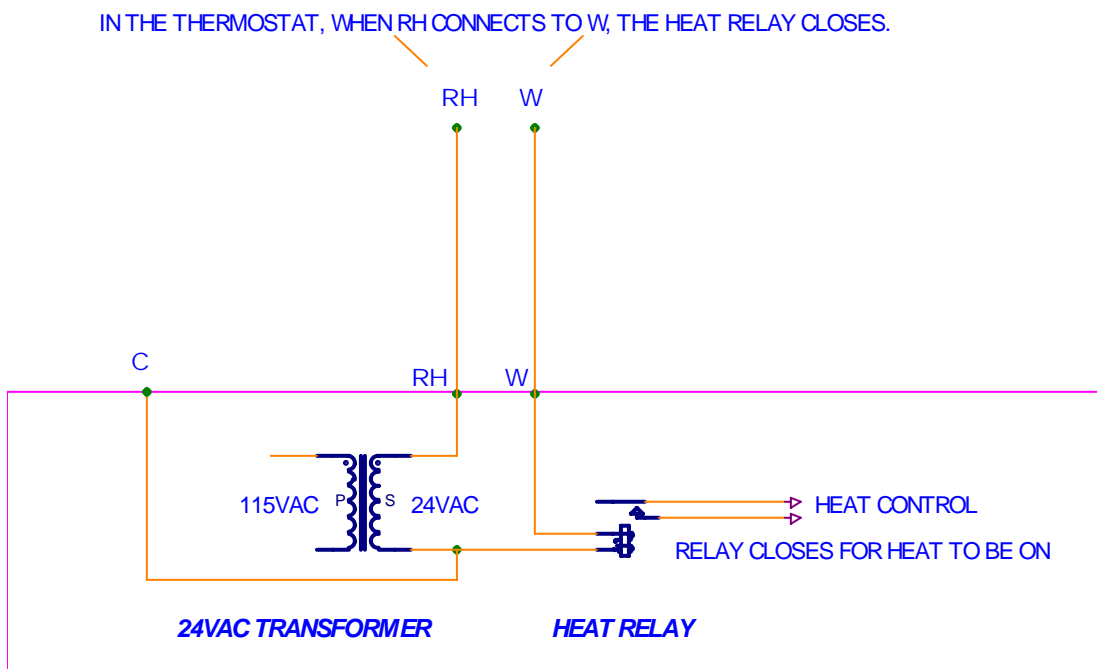 IN THE THERMOSTAT, WHEN RH CONNECTS TO W, THE HEAT RELAY CLOSES.
RH W
C
RH W
115VAC P S 24VAC
HEAT CONTROL
RELAY CLOSES FOR HEAT TO BE ON
24VAC TRANSFORMER HEAT RELAY